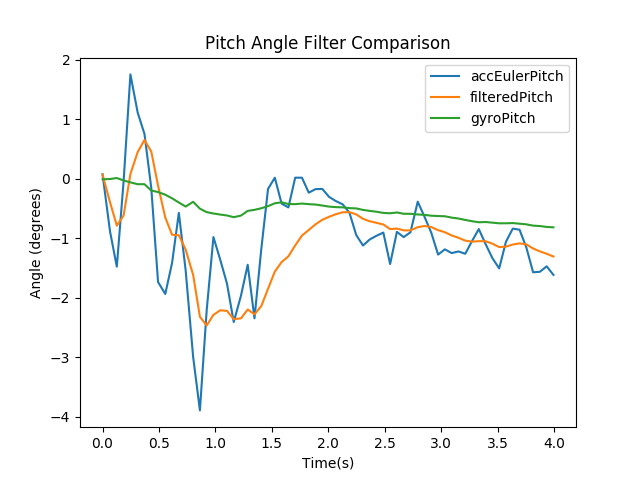 Pitch Angle Filter Comparison
accEulerPitch
filteredPitch
gyroPitch
Angle (degrees)
2
1
0
−1
−2
−3
−4
0.0 0.5 1.0 1.5 2.0 2.5 3.0 3.5 4.0
Time(s)